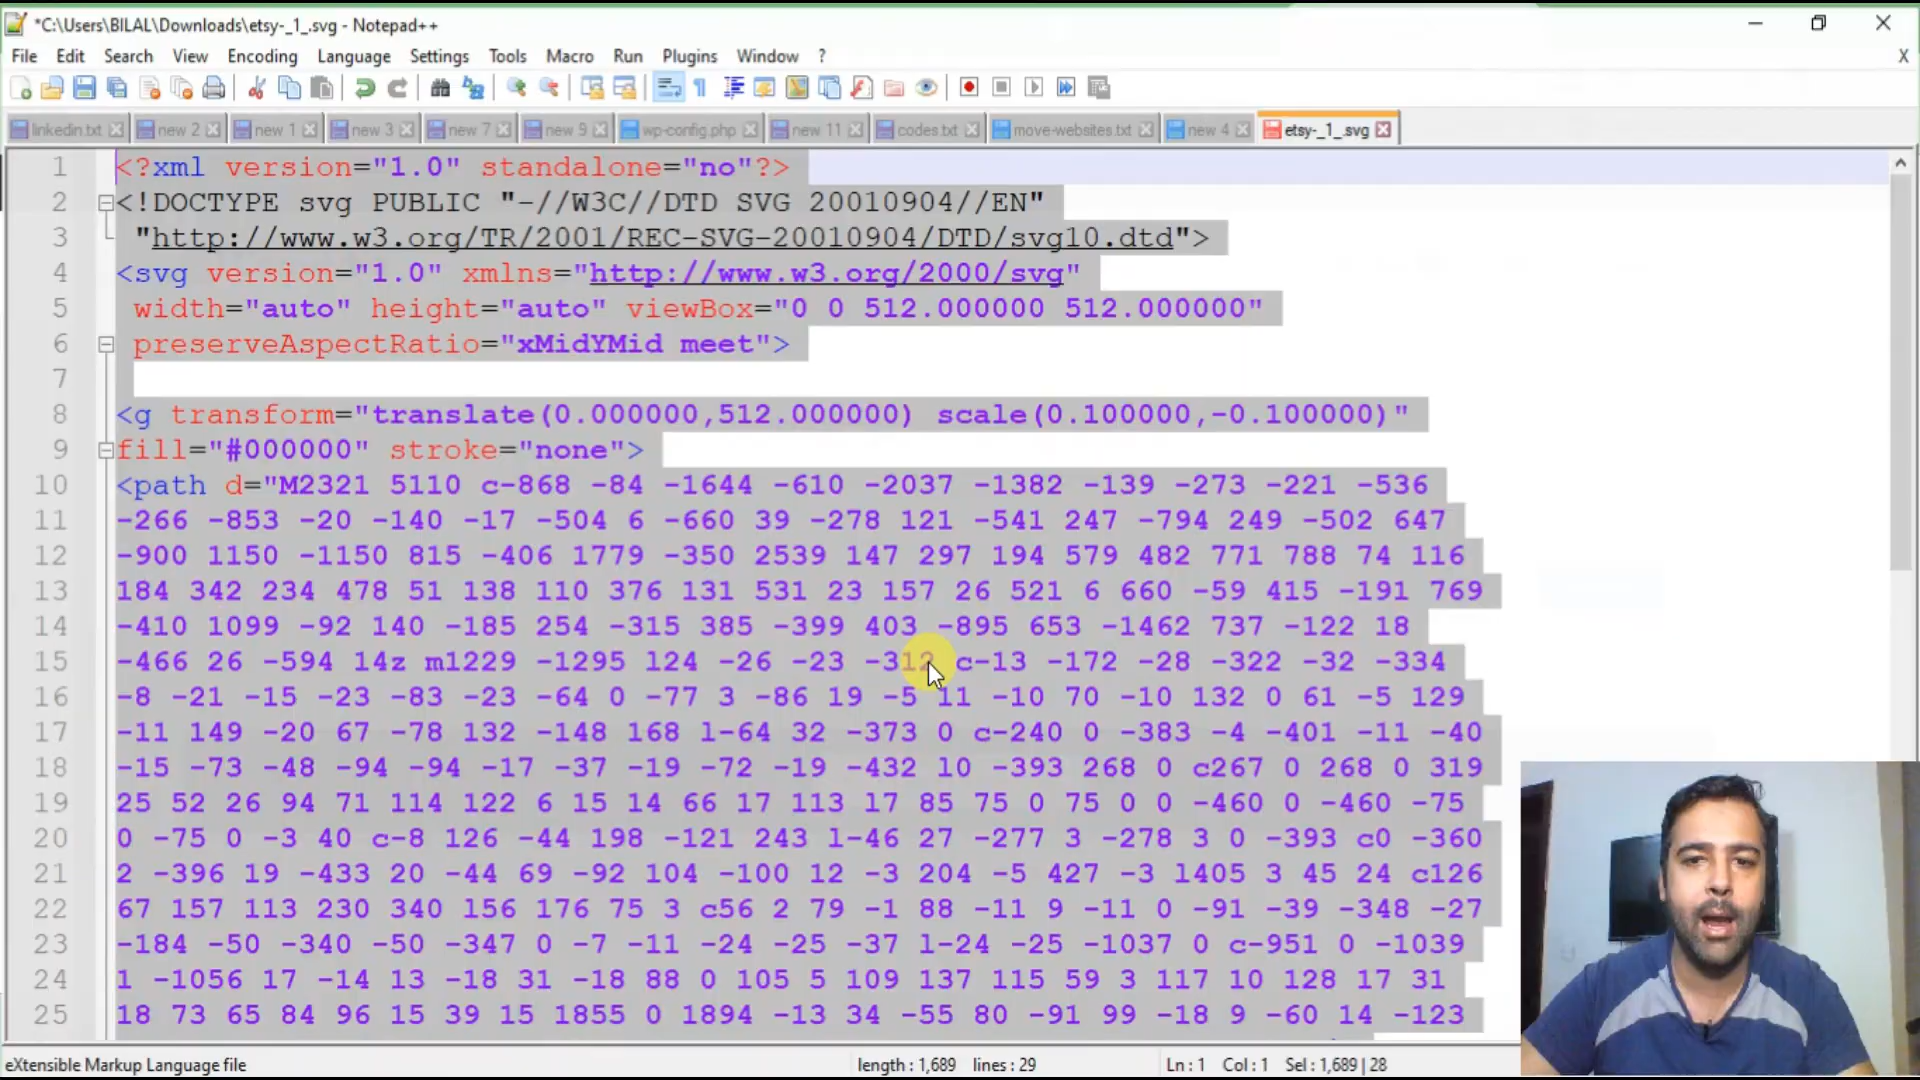 *C:\Users\BILAL\Downloads\etsy-_1_.svg - Notepad++
File Edit Search View Encoding Language Settings Tools Macro Run Plugins Window ? X
linkedin.txt new 2 new 1 new 3 new 7 new 9 wp-config.php new 11 codes.txt move-websites.txt new 4 etsy-_1_.svg
1 <?xml version="1.0" standalone="no"?>
2 <!DOCTYPE svg PUBLIC "-//W3C//DTD SVG 20010904//EN"
3 "http://www.w3.org/TR/2001/REC-SVG-20010904/DTD/svg10.dtd">
4 <svg version="1.0" xmlns="http://www.w3.org/2000/svg"
5 width="auto" height="auto" viewBox="0 0 512.000000 512.000000"
6 preserveAspectRatio="xMidYMid meet">
7
8 <g transform="translate(0.000000,512.000000) scale(0.100000,-0.100000)"
9 fill="#000000" stroke="none">
10 <path d="M2321 5110 c-868 -84 -1644 -610 -2037 -1382 -139 -273 -221 -536
11 -266 -853 -20 -140 -17 -504 6 -660 39 -278 121 -541 247 -794 249 -502 647
12 -900 1150 -1150 815 -406 1779 -350 2539 147 297 194 579 482 771 788 74 116
13 184 342 234 478 51 138 110 376 131 531 23 157 26 521 6 660 -59 415 -191 769
14 -410 1099 -92 140 -185 254 -315 385 -399 403 -895 653 -1462 737 -122 18
15 -466 26 -594 14z m1229 -1295 l24 -26 -23 -312 c-13 -172 -28 -322 -32 -334
16 -8 -21 -15 -23 -83 -23 -64 0 -77 3 -86 19 -5 11 -10 70 -10 132 0 61 -5 129
17 -11 149 -20 67 -78 132 -148 168 l-64 32 -373 0 c-240 0 -383 -4 -401 -11 -40
18 -15 -73 -48 -94 -94 -17 -37 -19 -72 -19 -432 l0 -393 268 0 c267 0 268 0 319
19 25 52 26 94 71 114 122 6 15 14 66 17 113 l7 85 75 0 75 0 0 -460 0 -460 -75
20 0 -75 0 -3 40 c-8 126 -44 198 -121 243 l-46 27 -277 3 -278 3 0 -393 c0 -360
21 2 -396 19 -433 20 -44 69 -92 104 -100 12 -3 204 -5 427 -3 l405 3 45 24 c126
22 67 157 113 230 340 l56 176 75 3 c56 2 79 -1 88 -11 9 -11 0 -91 -39 -348 -27
23 -184 -50 -340 -50 -347 0 -7 -11 -24 -25 -37 l-24 -25 -1037 0 c-951 0 -1039
24 1 -1056 17 -14 13 -18 31 -18 88 0 105 5 109 137 115 59 3 117 10 128 17 31
25 18 73 65 84 96 15 39 15 1855 0 1894 -13 34 -55 80 -91 99 -18 9 -60 14 -123
eXtensible Markup Language file length : 1,689 lines : 29 Ln : 1 Col : 1 Sel : 1,689 | 28